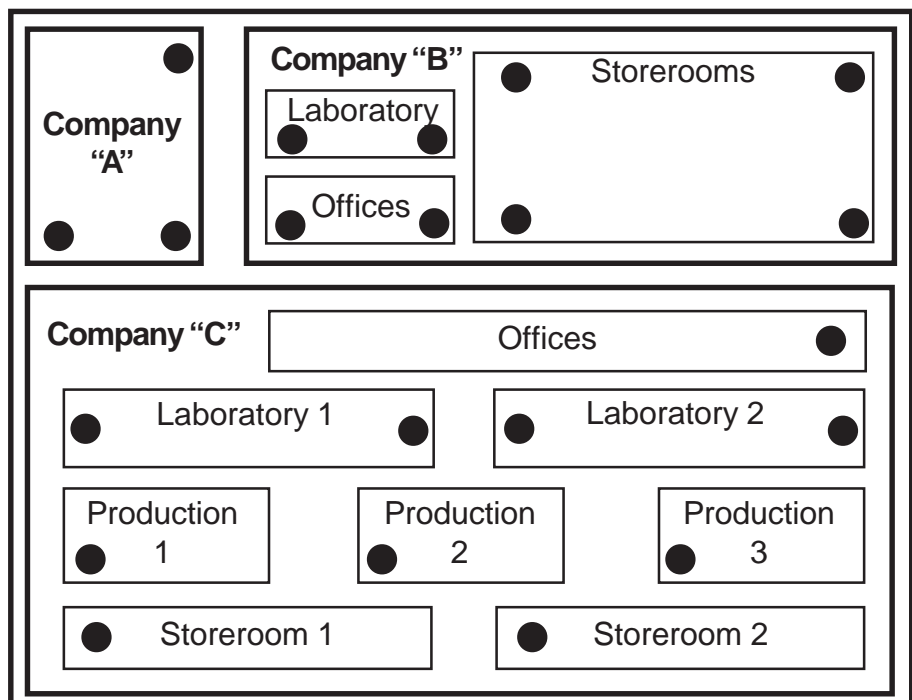 Company
“A”
Company “B”
Laboratory
Offices
Storerooms
Company “C”
Offices
Laboratory 1
Laboratory 2
Production
1
Production
2
Production
3
Storeroom 1
Storeroom 2